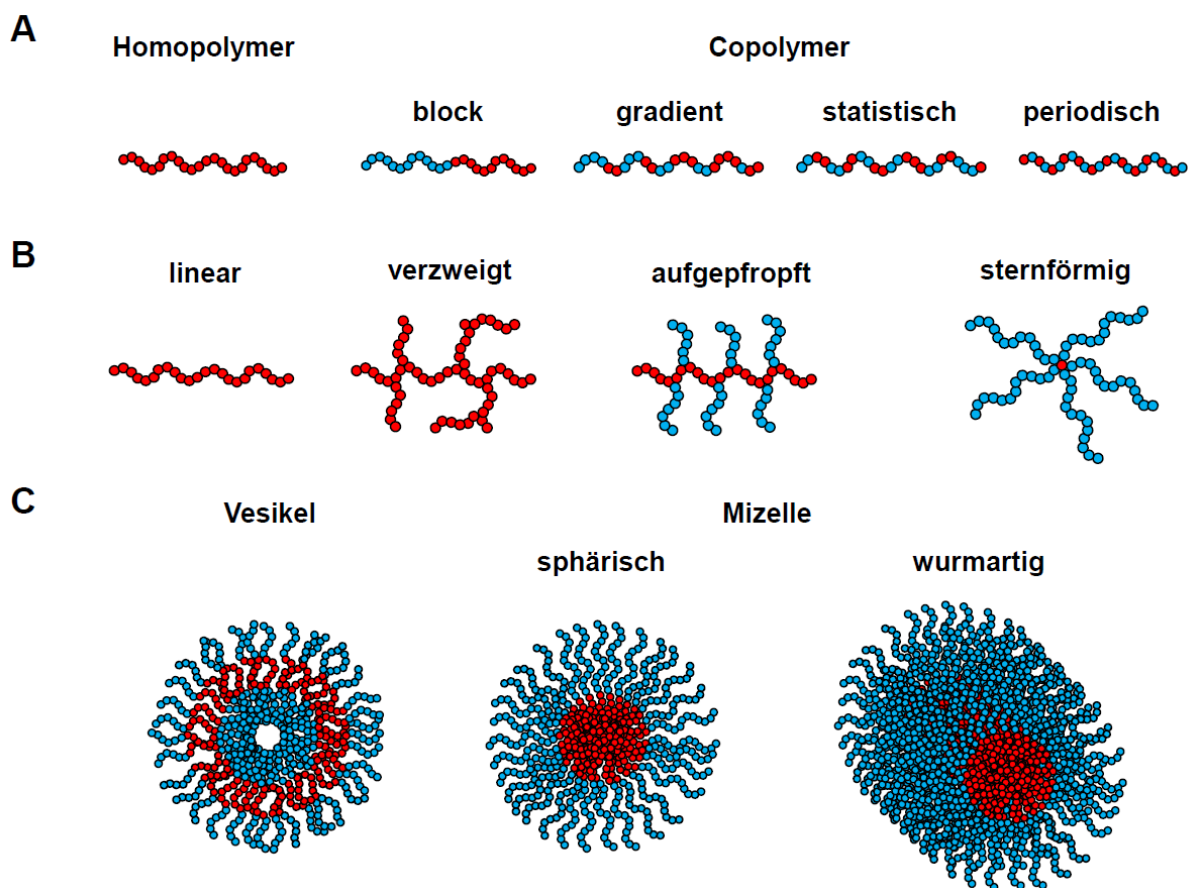 A
Homopolymer Copolymer
block gradient statistisch periodisch
B
linear verzweigt aufgepfropft sternförmig
C
Vesikel Mizelle
sphärisch wurmartig